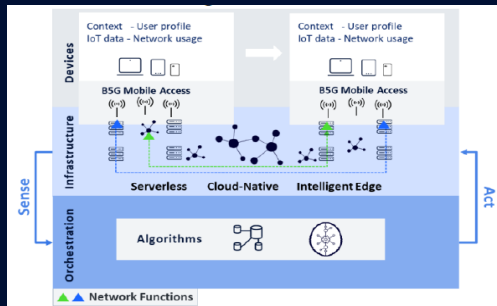 Context - User profile
IoT data - Network usage
Context - User profile
IoT data - Network usage
Devices
B5G Mobile Access
B5G Mobile Access
Infrastructure
Serverless
Cloud-Native
Intelligent Edge
Sense
Act
Orchestration
Algorithms
Network Functions